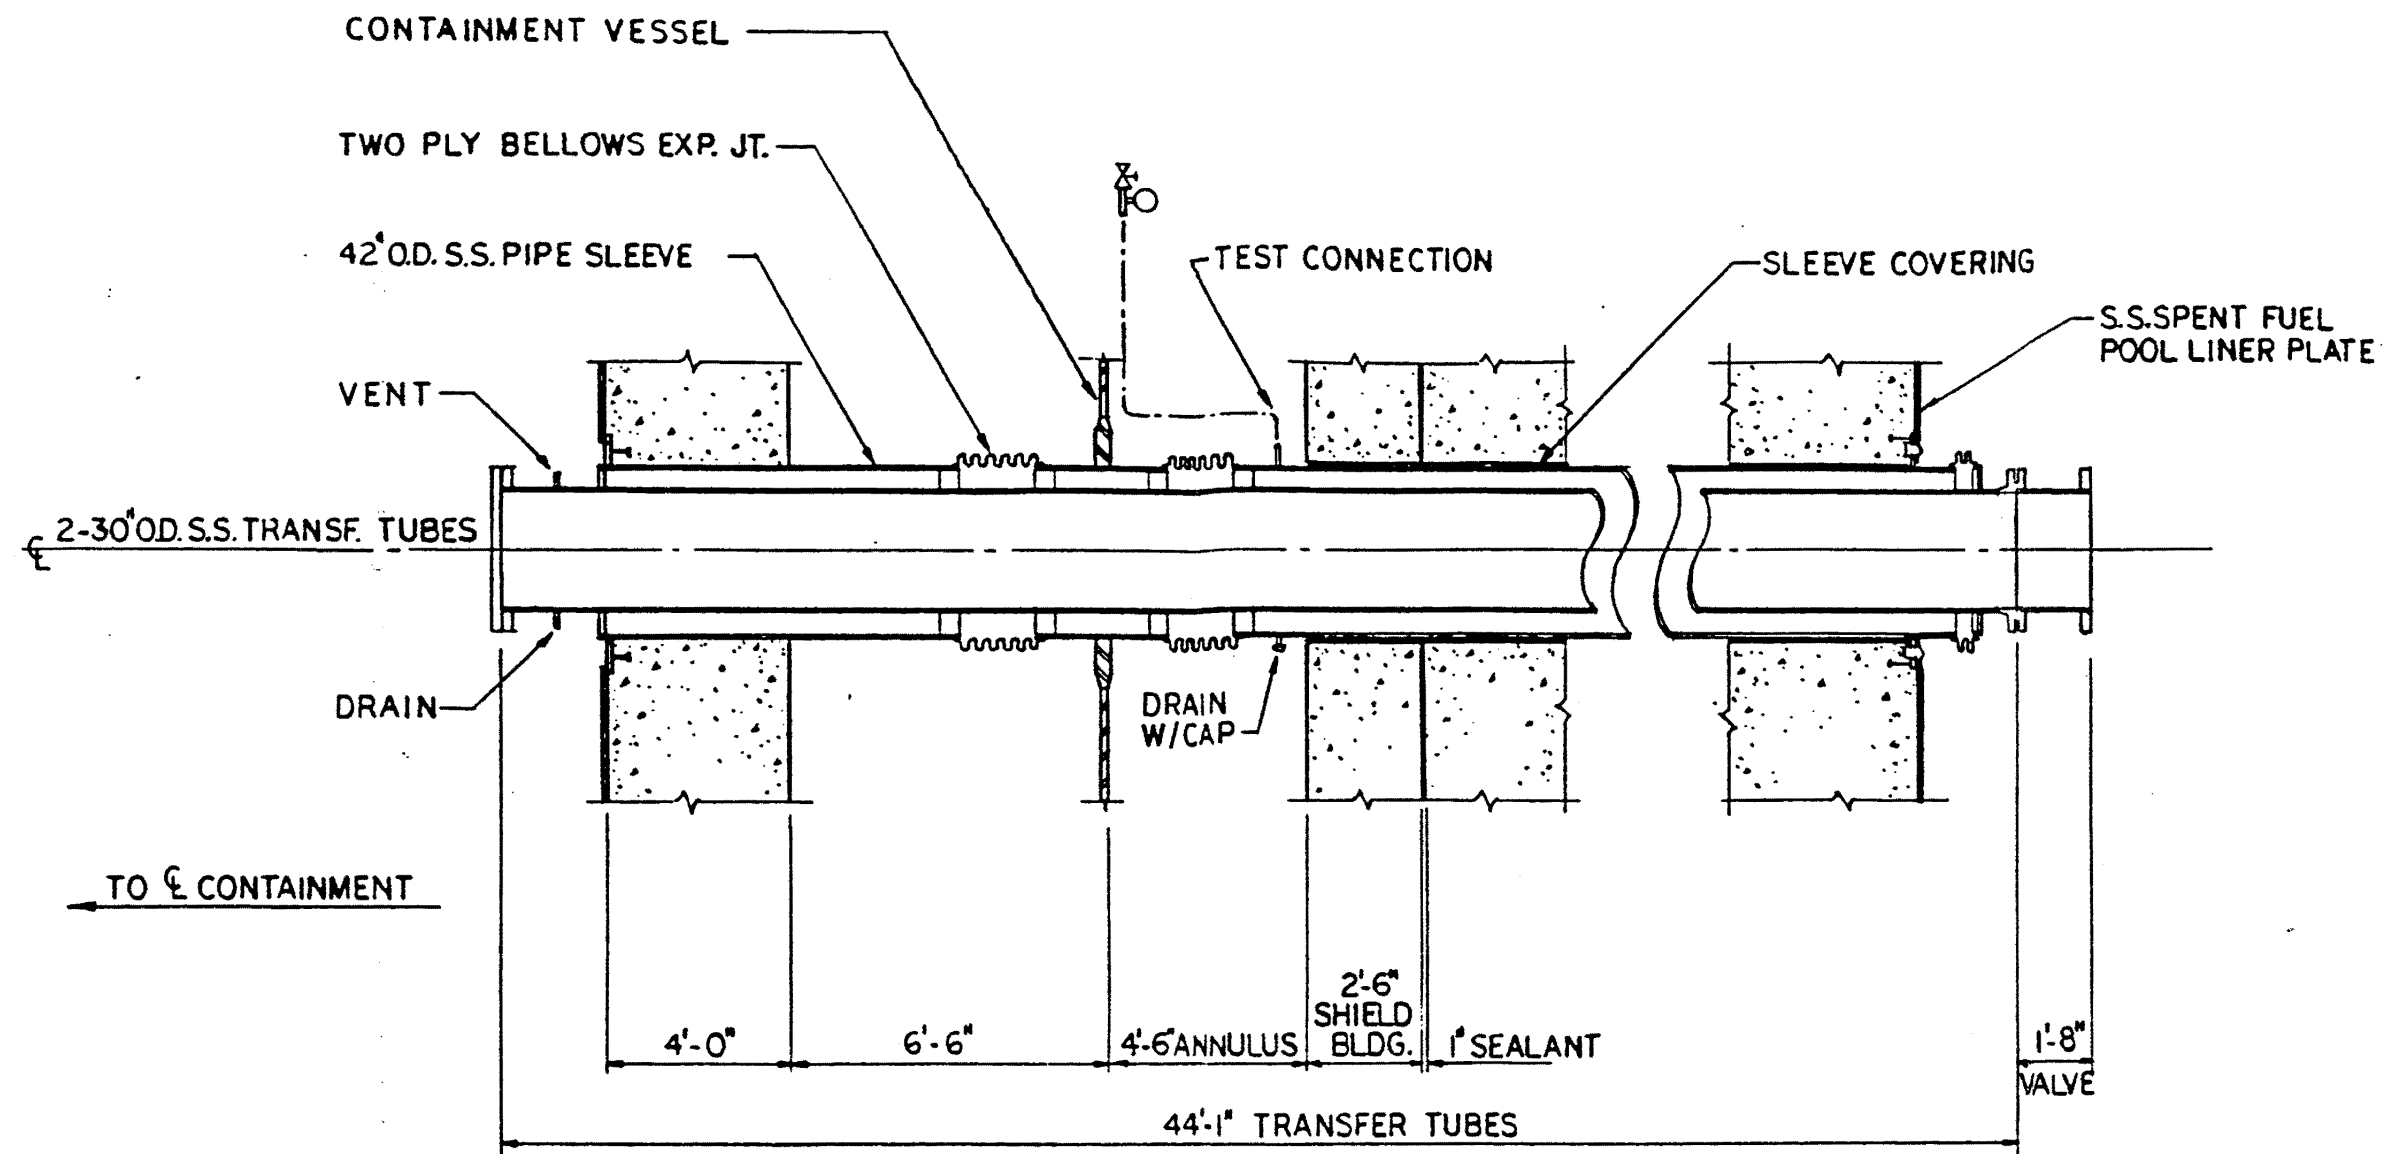 CONTAINMENT VESSEL
TWO PLY BELLOWS EXP. JT.
42" O.D. S.S. PIPE SLEEVE
TEST CONNECTION
SLEEVE COVERING
S.S. SPENT FUEL
POOL LINER PLATE
VENT
℄ 2-30" O.D. S.S. TRANSF. TUBES
DRAIN
DRAIN
W/CAP
TO ℄ CONTAINMENT
4'-0"
6'-6"
4'-6" ANNULUS
2'-6"
SHIELD
BLDG.
1" SEALANT
1'-8"
VALVE
44'-1" TRANSFER TUBES